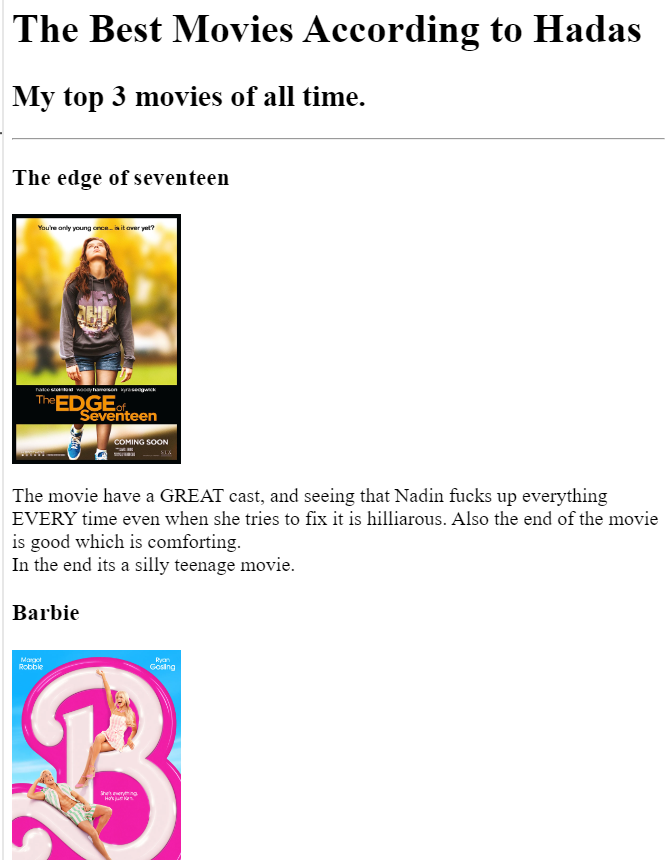 The Best Movies According to Hadas
My top 3 movies of all time.
The edge of seventeen
You're only young once... is it over yet?
hailee steinfeld woody harrelson kyra sedgwick
The EDGE of
Seventeen
COMING SOON
The movie have a GREAT cast, and seeing that Nadin fucks up everything
EVERY time even when she tries to fix it is hilliarous. Also the end of the movie
is good which is comforting.
In the end its a silly teenage movie.
Barbie
Margot Ryan
Robbie Gosling
She's everything.
He's just Ken.